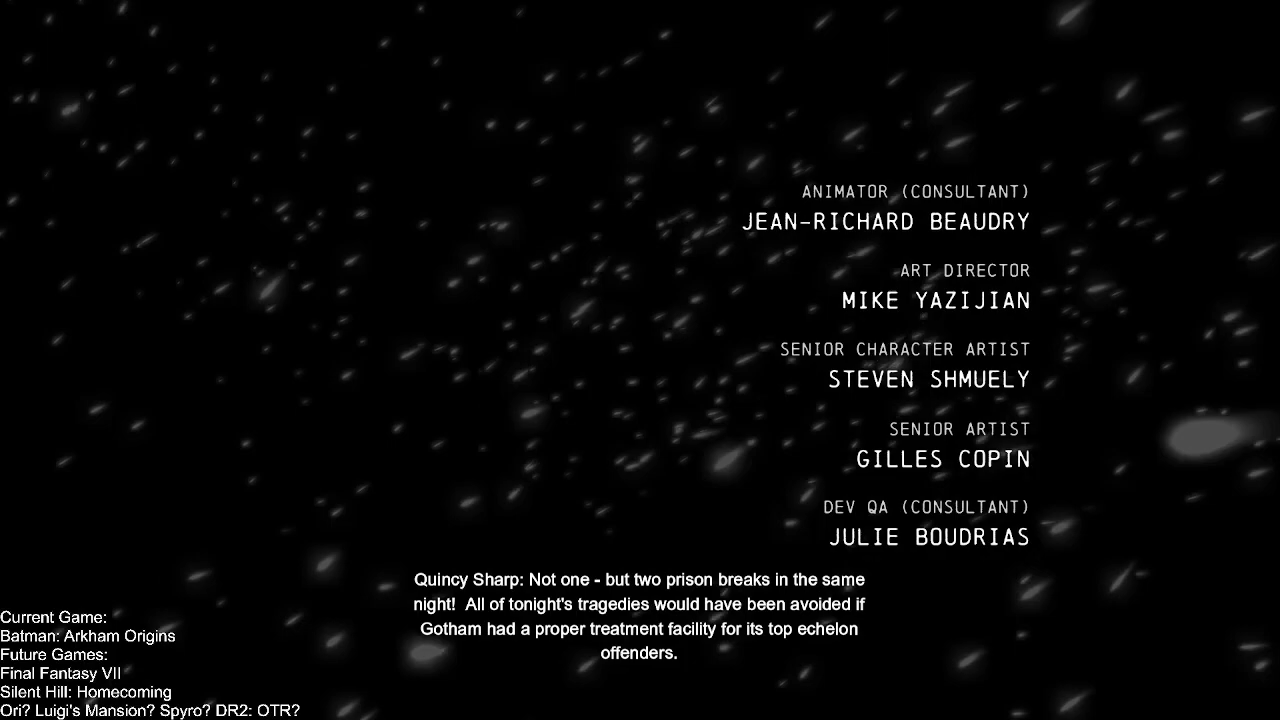 ANIMATOR (CONSULTANT)
JEAN-RICHARD BEAUDRY
ART DIRECTOR
MIKE YAZIJIAN
SENIOR CHARACTER ARTIST
STEVEN SHMUELY
SENIOR ARTIST
GILLES COPIN
DEV QA (CONSULTANT)
JULIE BOUDRIAS
Quincy Sharp: Not one - but two prison breaks in the same
night!  All of tonight's tragedies would have been avoided if
Gotham had a proper treatment facility for its top echelon
offenders.
Current Game:
Batman: Arkham Origins
Future Games:
Final Fantasy VII
Silent Hill: Homecoming
Ori? Luigi's Mansion? Spyro? DR2: OTR?